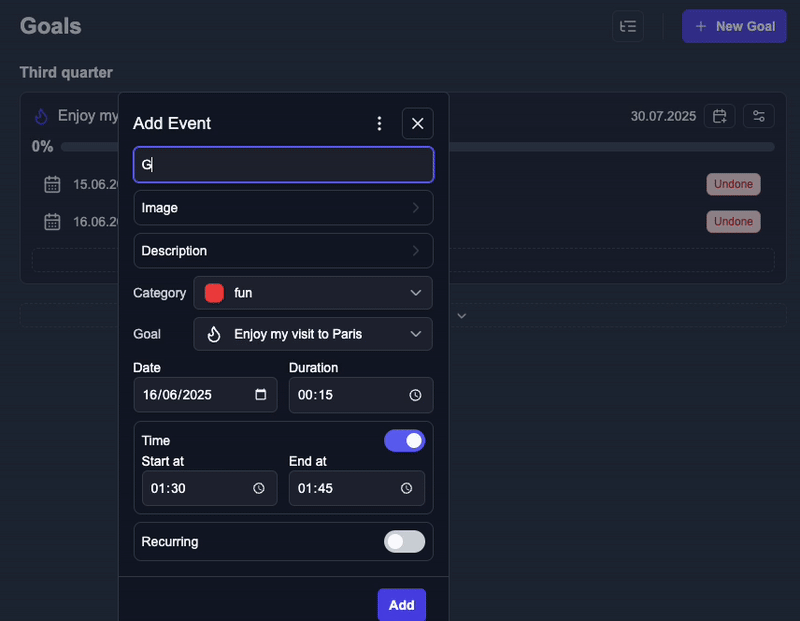 Goals
New Goal
Third quarter
Enjoy my
30.07.2025
0%
15.06.20
Undone
16.06.20
Undone
Add Event
G
Image
Description
Category fun
Goal Enjoy my visit to Paris
Date Duration
16/06/2025 00:15
Time
Start at End at
01:30 01:45
Recurring
Add